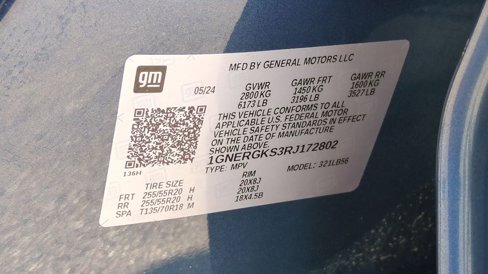 gm
MFD BY GENERAL MOTORS LLC
05/24
GVWR GAWR FRT GAWR RR
2800 KG 1450 KG 1600 KG
6173 LB 3196 LB 3527 LB
THIS VEHICLE CONFORMS TO ALL
APPLICABLE U.S. FEDERAL MOTOR
VEHICLE SAFETY STANDARDS IN EFFECT
ON THE DATE OF MANUFACTURE
SHOWN ABOVE.
1GNERGKS3RJ172802
136H
TYPE: MPV MODEL: 321LB56
TIRE SIZE RIM
FRT 255/55R20 H 20X8J
RR 255/55R20 H 20X8J
SPA T135/70R18 M 18X4.5B